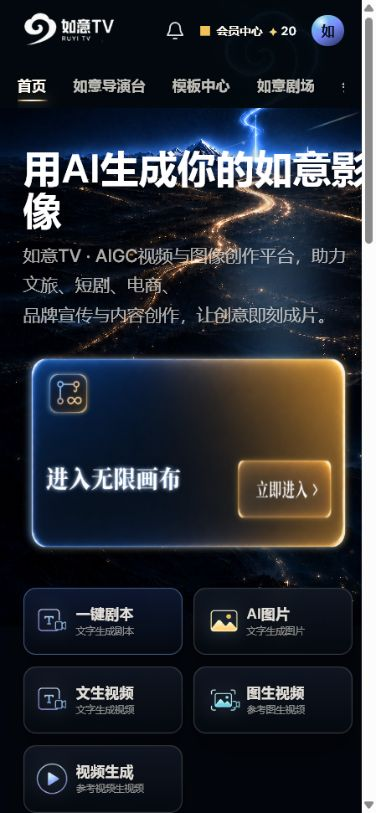 如意TV
RUYI TV
会员中心 20
如
首页 如意导演台 模板中心 如意剧场
用AI生成你的如意影
像
如意TV · AIGC视频与图像创作平台，助力
文旅、短剧、电商、
品牌宣传与内容创作，让创意即刻成片。
进入无限画布
立即进入
一键剧本
文字生成剧本
AI图片
文字生成图片
文生视频
文字生成视频
图生视频
参考图生视频
视频生成
参考视频生视频